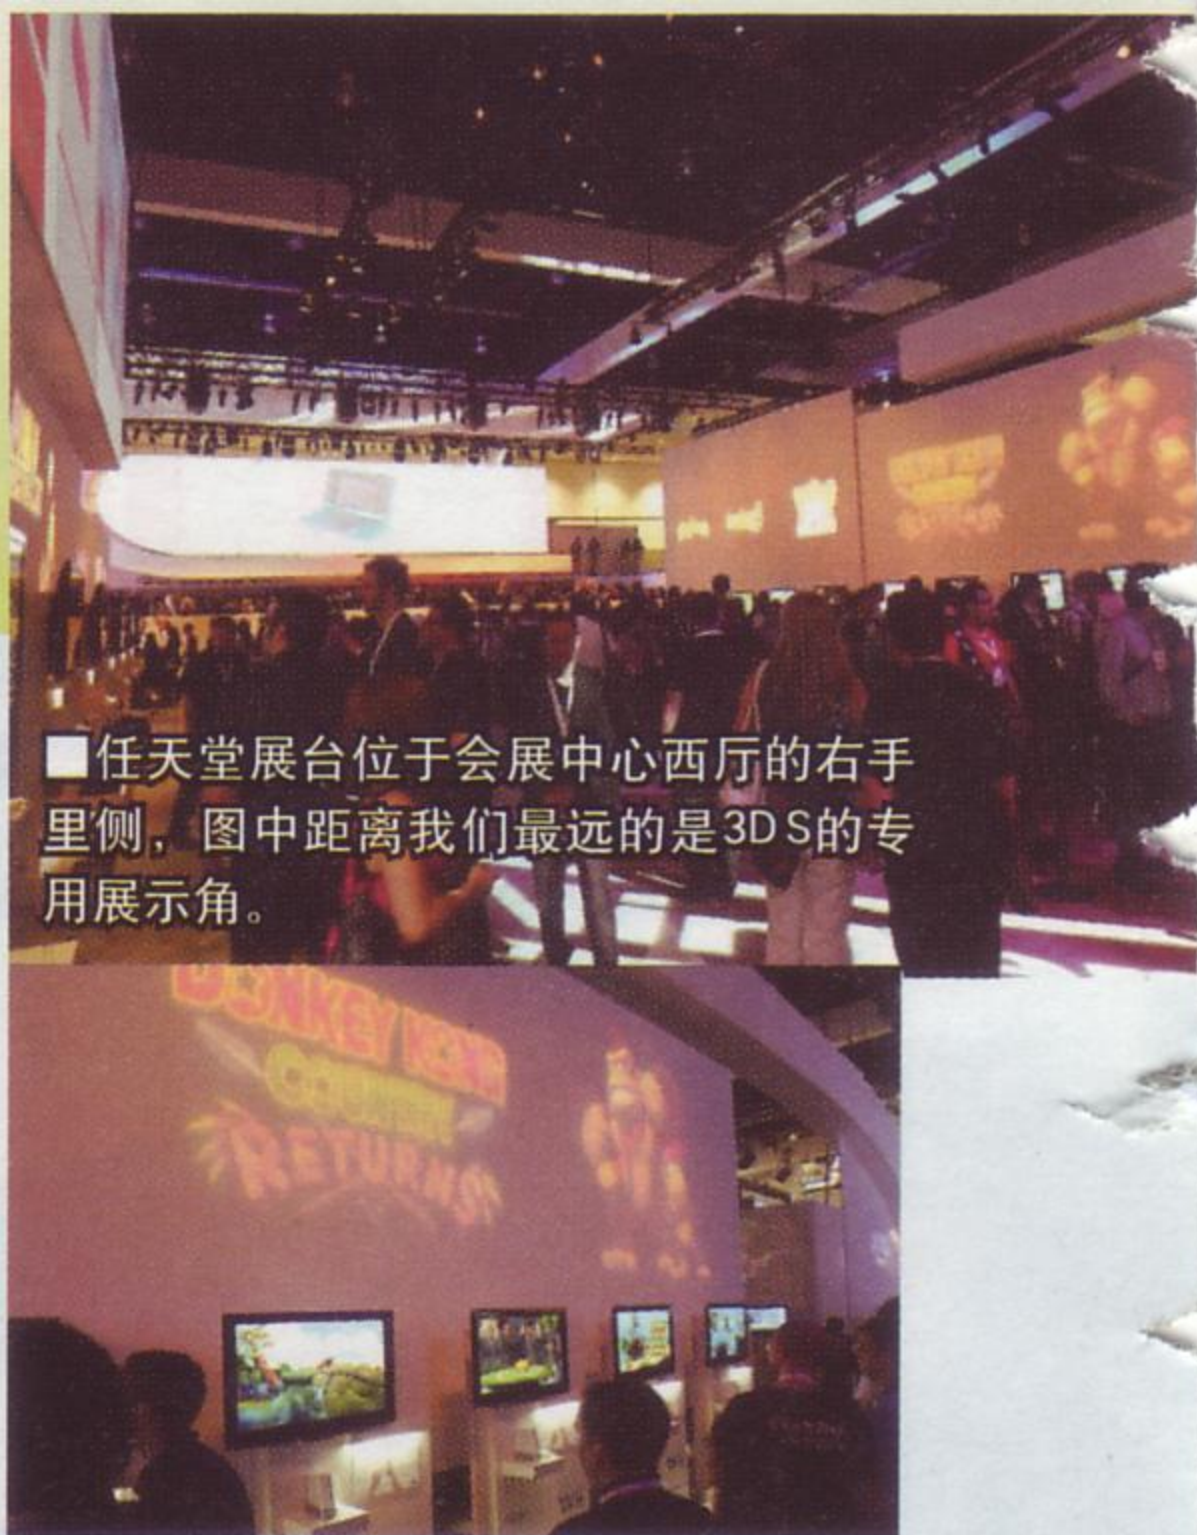 ■任天堂展台位于会展中心西厅的右手
里侧，图中距离我们最远的是3DS的专
用展示角。
DONKEY KONG
COUNTRY
RETURNS